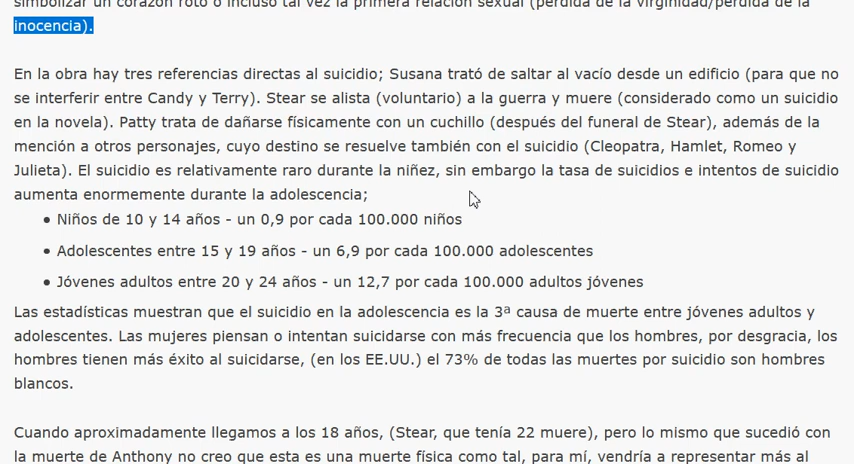 simbolizar un corazón roto o incluso tal vez la primera relación sexual (pérdida de la virginidad/perdida de la
inocencia).
En la obra hay tres referencias directas al suicidio; Susana trató de saltar al vacío desde un edificio (para que no
se interferir entre Candy y Terry). Stear se alista (voluntario) a la guerra y muere (considerado como un suicidio
en la novela). Patty trata de dañarse físicamente con un cuchillo (después del funeral de Stear), además de la
mención a otros personajes, cuyo destino se resuelve también con el suicidio (Cleopatra, Hamlet, Romeo y
Julieta). El suicidio es relativamente raro durante la niñez, sin embargo la tasa de suicidios e intentos de suicidio
aumenta enormemente durante la adolescencia;
• Niños de 10 y 14 años - un 0,9 por cada 100.000 niños
• Adolescentes entre 15 y 19 años - un 6,9 por cada 100.000 adolescentes
• Jóvenes adultos entre 20 y 24 años - un 12,7 por cada 100.000 adultos jóvenes
Las estadísticas muestran que el suicidio en la adolescencia es la 3ª causa de muerte entre jóvenes adultos y
adolescentes. Las mujeres piensan o intentan suicidarse con más frecuencia que los hombres, por desgracia, los
hombres tienen más éxito al suicidarse, (en los EE.UU.) el 73% de todas las muertes por suicidio son hombres
blancos.
Cuando aproximadamente llegamos a los 18 años, (Stear, que tenía 22 muere), pero lo mismo que sucedió con
la muerte de Anthony no creo que esta es una muerte física como tal, para mí, vendría a representar más al